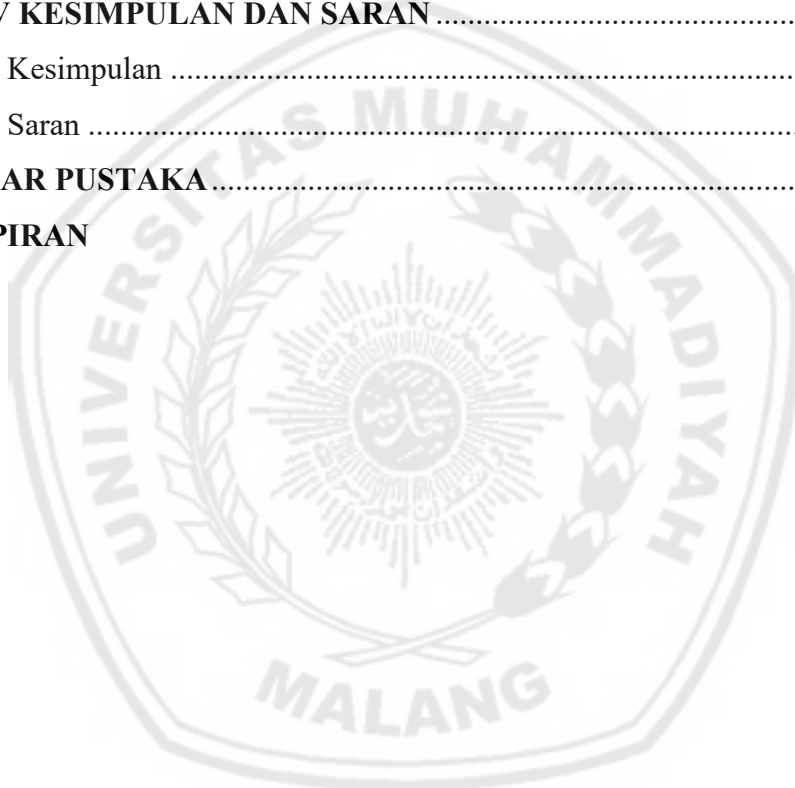 V KESIMPULAN DAN SARAN ........................................................................
Kesimpulan ........................................................................................................
Saran ...................................................................................................................
AR PUSTAKA ....................................................................................................
PIRAN
UNIVERSITAS MUHAMMADIYAH
MALANG